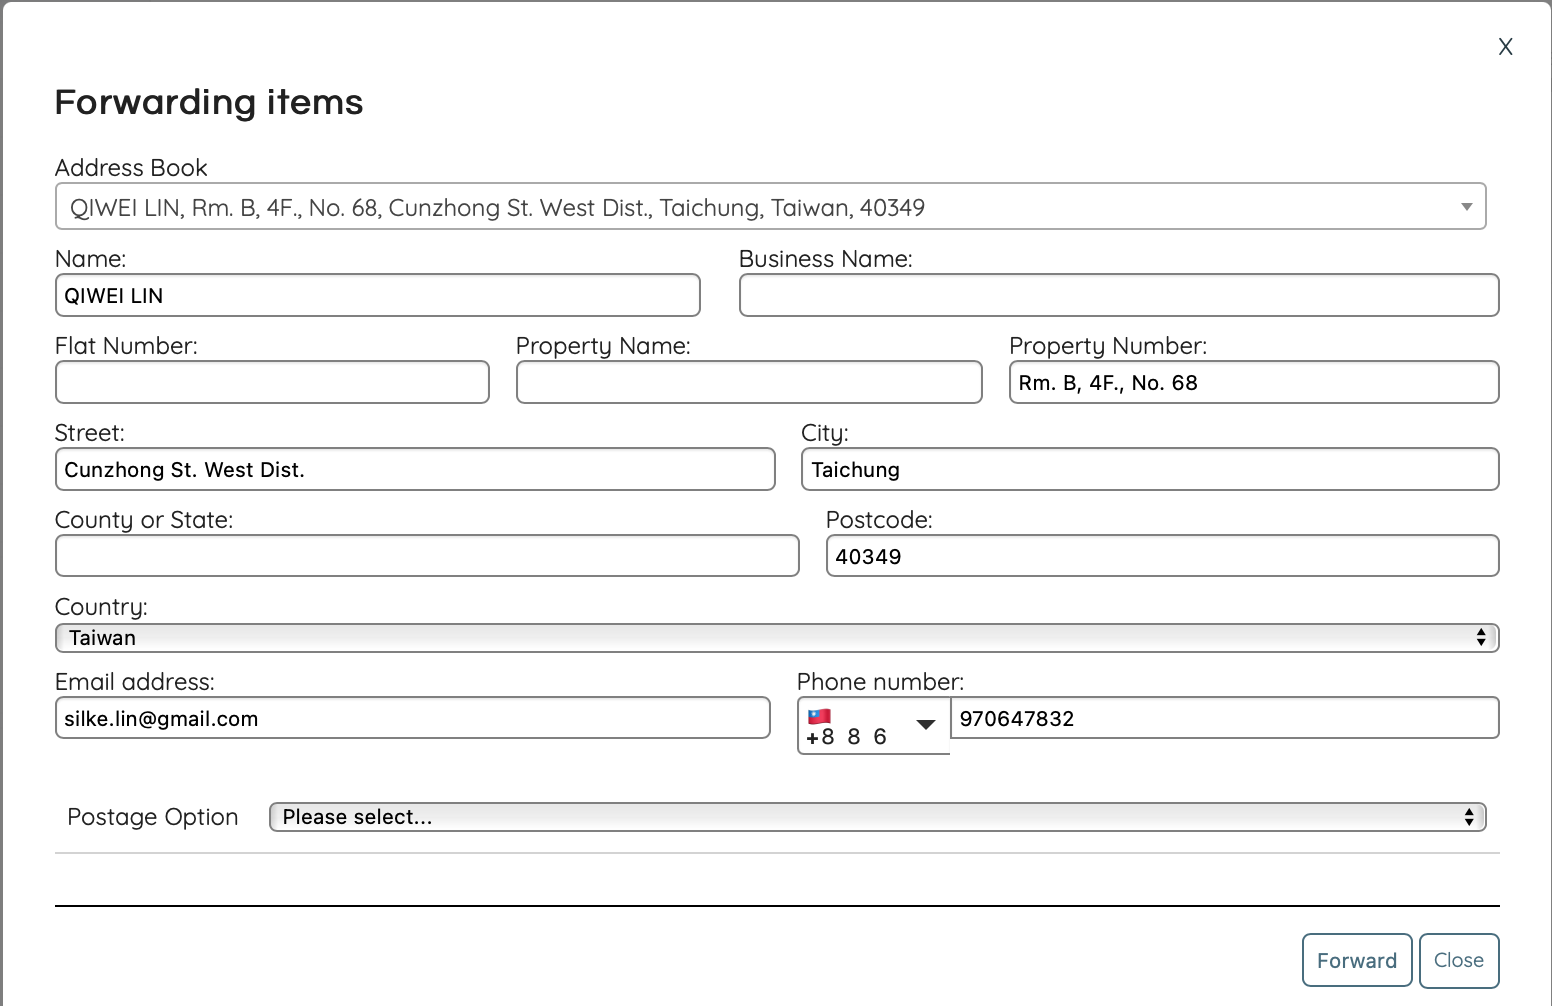 X
Forwarding items
Address Book
QIWEI LIN, Rm. B, 4F., No. 68, Cunzhong St. West Dist., Taichung, Taiwan, 40349
Name: Business Name:
QIWEI LIN
Flat Number: Property Name: Property Number:
Rm. B, 4F., No. 68
Street: City:
Cunzhong St. West Dist. Taichung
County or State: Postcode:
40349
Country:
Taiwan
Email address: Phone number:
silke.lin@gmail.com +8 8 6 970647832
Postage Option Please select...
Forward Close